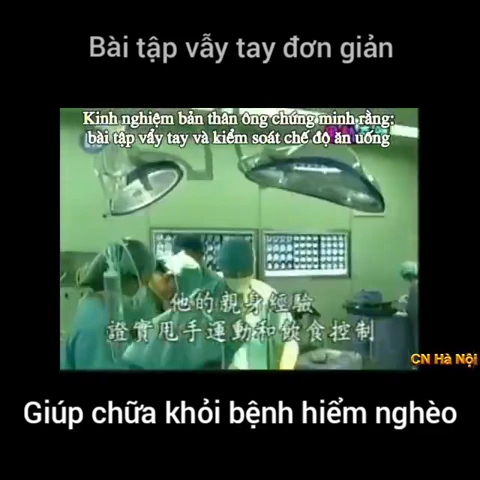 Bài tập vẫy tay đơn giản
Kinh nghiệm bản thân ông chứng minh rằng:
bài tập vẩy tay và kiểm soát chế độ ăn uống
他的親身經驗
證實甩手運動和飲食控制
CN Hà Nội
Giúp chữa khỏi bệnh hiểm nghèo